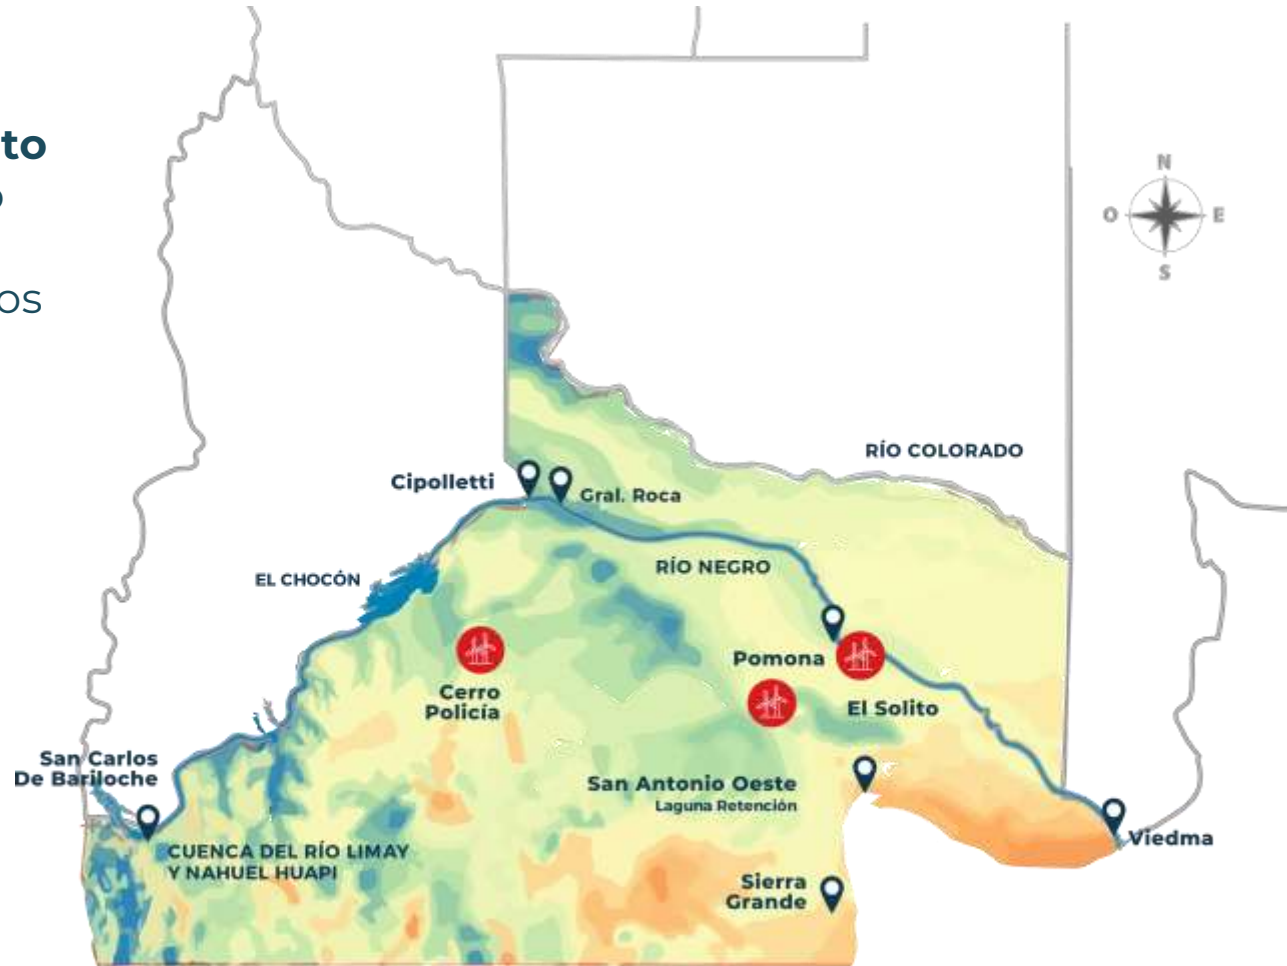 to
o
os
N
O
E
S
RÍO COLORADO
Cipolletti
Gral. Roca
RÍO NEGRO
EL CHOCÓN
Pomona
Cerro
Policía
El Solito
San Carlos
De Bariloche
San Antonio Oeste
Laguna Retención
Viedma
CUENCA DEL RÍO LIMAY
Y NAHUEL HUAPI
Sierra
Grande